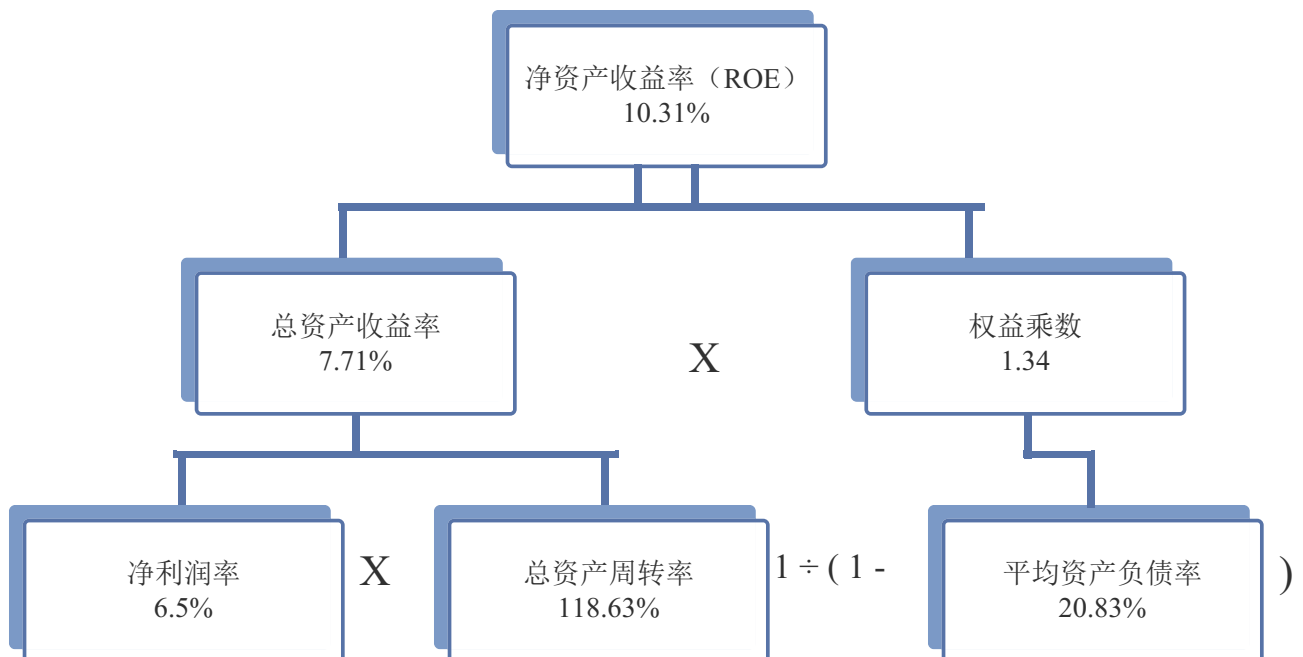 净资产收益率（ROE）
10.31%
总资产收益率
7.71%
X
权益乘数
1.34
净利润率
6.5%
X
总资产周转率
118.63%
1 ÷ ( 1 -
平均资产负债率
20.83%
)